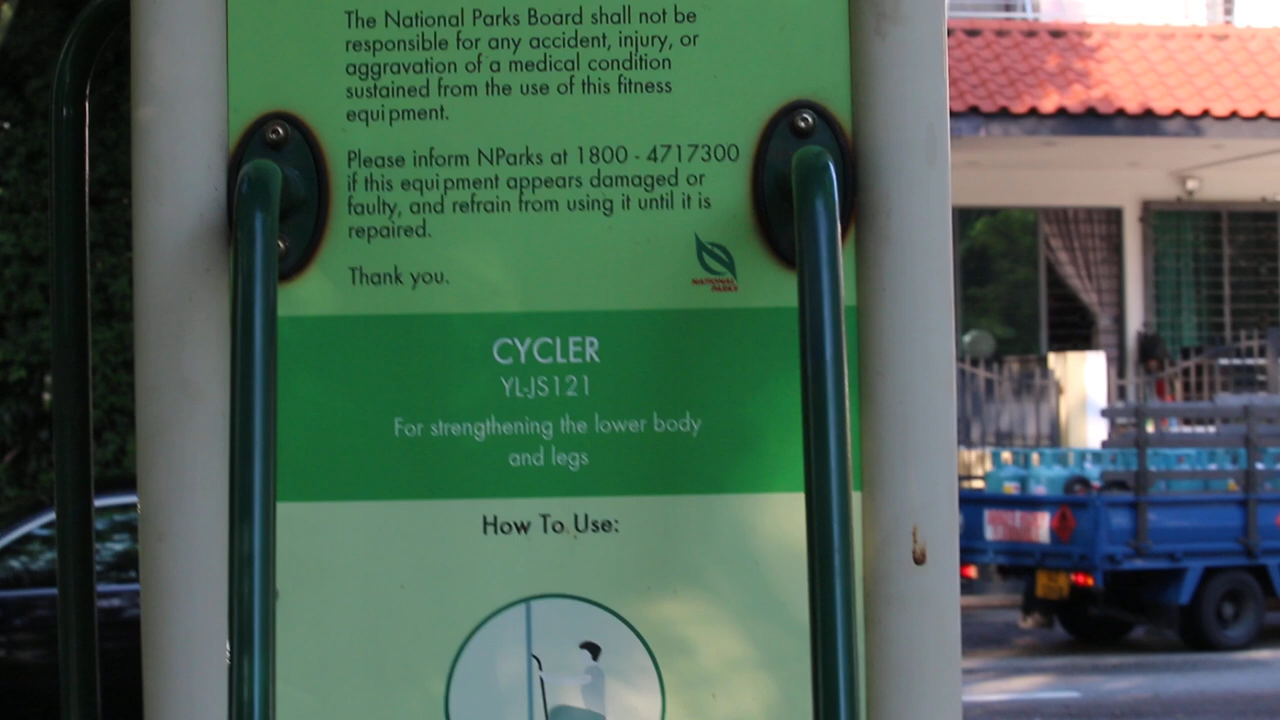 The National Parks Board shall not be
responsible for any accident, injury, or
aggravation of a medical condition
sustained from the use of this fitness
equipment.
Please inform NParks at 1800 - 4717300
if this equipment appears damaged or
faulty, and refrain from using it until it is
repaired.
Thank you.
NATIONAL
PARKS
CYCLER
YL-JS121
For strengthening the lower body
and legs
How To Use: